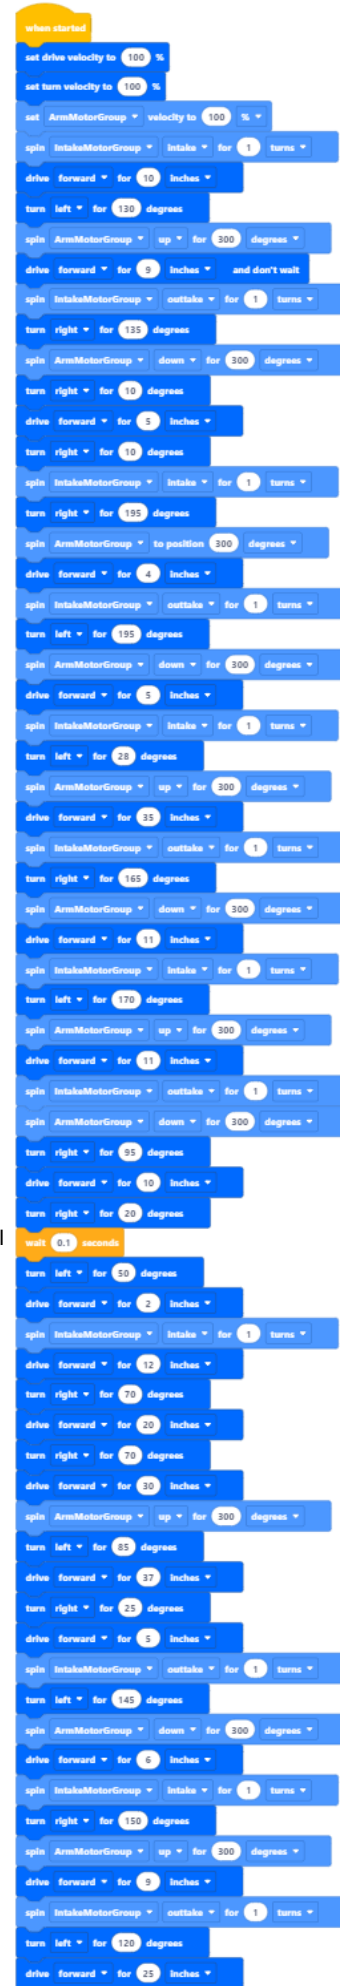 when started
set drive velocity to 100 %
set turn velocity to 100 %
set ArmMotorGroup velocity to 100 %
spin IntakeMotorGroup intake for 1 turns
drive forward for 10 inches
turn left for 130 degrees
spin ArmMotorGroup up for 300 degrees
drive forward for 9 inches and don't wait
spin IntakeMotorGroup outtake for 1 turns
turn right for 135 degrees
spin ArmMotorGroup down for 300 degrees
turn right for 10 degrees
drive forward for 5 inches
turn right for 10 degrees
spin IntakeMotorGroup intake for 1 turns
turn right for 195 degrees
spin ArmMotorGroup to position 300 degrees
drive forward for 4 inches
spin IntakeMotorGroup outtake for 1 turns
turn left for 195 degrees
spin ArmMotorGroup down for 300 degrees
drive forward for 5 inches
spin IntakeMotorGroup intake for 1 turns
turn left for 28 degrees
spin ArmMotorGroup up for 300 degrees
drive forward for 35 inches
spin IntakeMotorGroup outtake for 1 turns
turn right for 165 degrees
spin ArmMotorGroup down for 300 degrees
drive forward for 11 inches
spin IntakeMotorGroup intake for 1 turns
turn left for 170 degrees
spin ArmMotorGroup up for 300 degrees
drive forward for 11 inches
spin IntakeMotorGroup outtake for 1 turns
spin ArmMotorGroup down for 300 degrees
turn right for 95 degrees
drive forward for 10 inches
turn right for 20 degrees
wait 0.1 seconds
turn left for 50 degrees
drive forward for 2 inches
spin IntakeMotorGroup intake for 1 turns
drive forward for 12 inches
turn right for 70 degrees
drive forward for 20 inches
turn right for 70 degrees
drive forward for 30 inches
spin ArmMotorGroup up for 300 degrees
turn left for 85 degrees
drive forward for 37 inches
turn right for 25 degrees
drive forward for 5 inches
spin IntakeMotorGroup outtake for 1 turns
turn left for 145 degrees
spin ArmMotorGroup down for 300 degrees
drive forward for 6 inches
spin IntakeMotorGroup intake for 1 turns
turn right for 150 degrees
spin ArmMotorGroup up for 300 degrees
drive forward for 9 inches
spin IntakeMotorGroup outtake for 1 turns
turn left for 120 degrees
drive forward for 25 inches